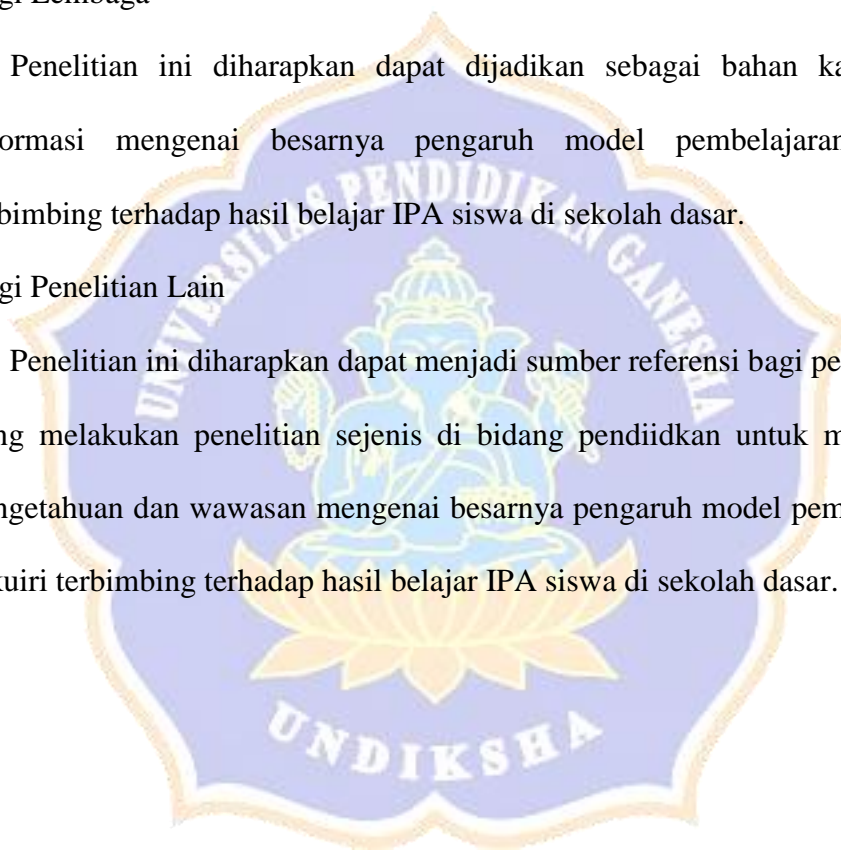 gi Lembaga
Penelitian ini diharapkan dapat dijadikan sebagai bahan ka
ormasi mengenai besarnya pengaruh model pembelajaran
rbimbing terhadap hasil belajar IPA siswa di sekolah dasar.
gi Penelitian Lain
Penelitian ini diharapkan dapat menjadi sumber referensi bagi pe
ng melakukan penelitian sejenis di bidang pendiidkan untuk m
ngetahuan dan wawasan mengenai besarnya pengaruh model pem
kuiri terbimbing terhadap hasil belajar IPA siswa di sekolah dasar.
UNIVERSITAS PENDIDIKAN GANESHA
UNDIKSHA